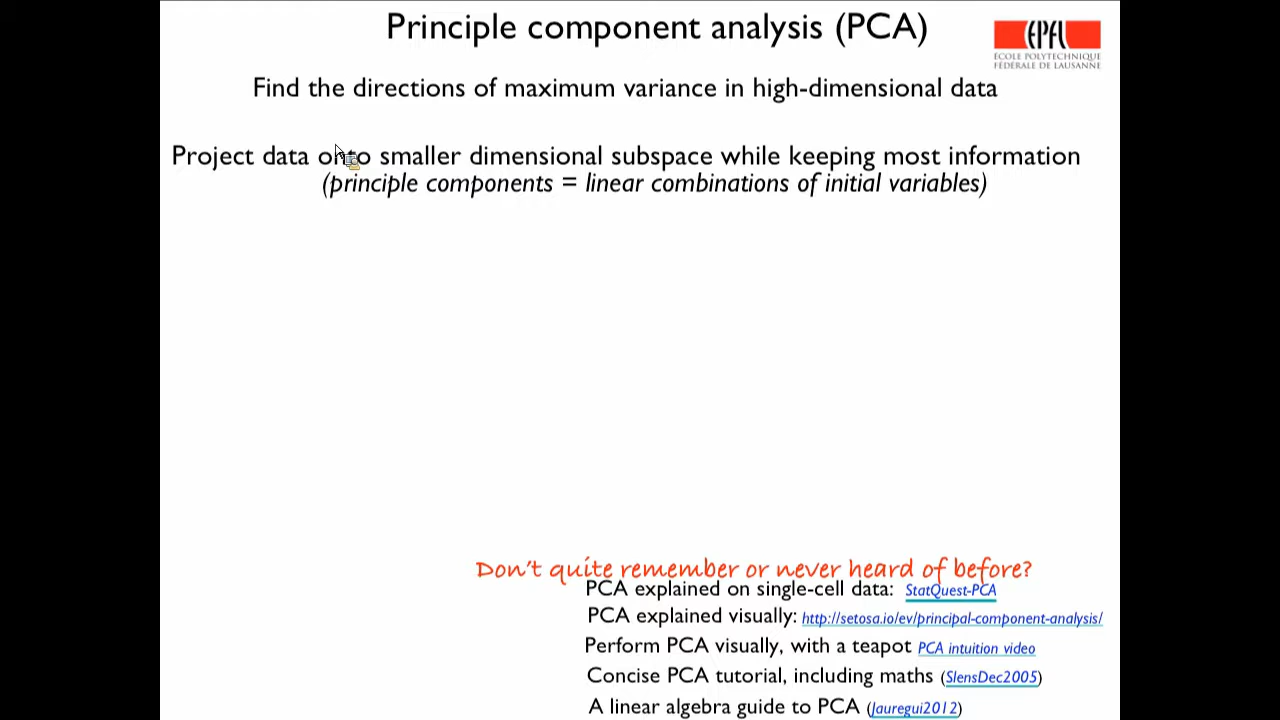 Principle component analysis (PCA)
EPFL
ÉCOLE POLYTECHNIQUE
FÉDÉRALE DE LAUSANNE
Find the directions of maximum variance in high-dimensional data
Project data onto smaller dimensional subspace while keeping most information
(principle components = linear combinations of initial variables)
Don't quite remember or never heard of before?
PCA explained on single-cell data: StatQuest-PCA
PCA explained visually: http://setosa.io/ev/principal-component-analysis/
Perform PCA visually, with a teapot PCA intuition video
Concise PCA tutorial, including maths (SlensDec2005)
A linear algebra guide to PCA (Jauregui2012)